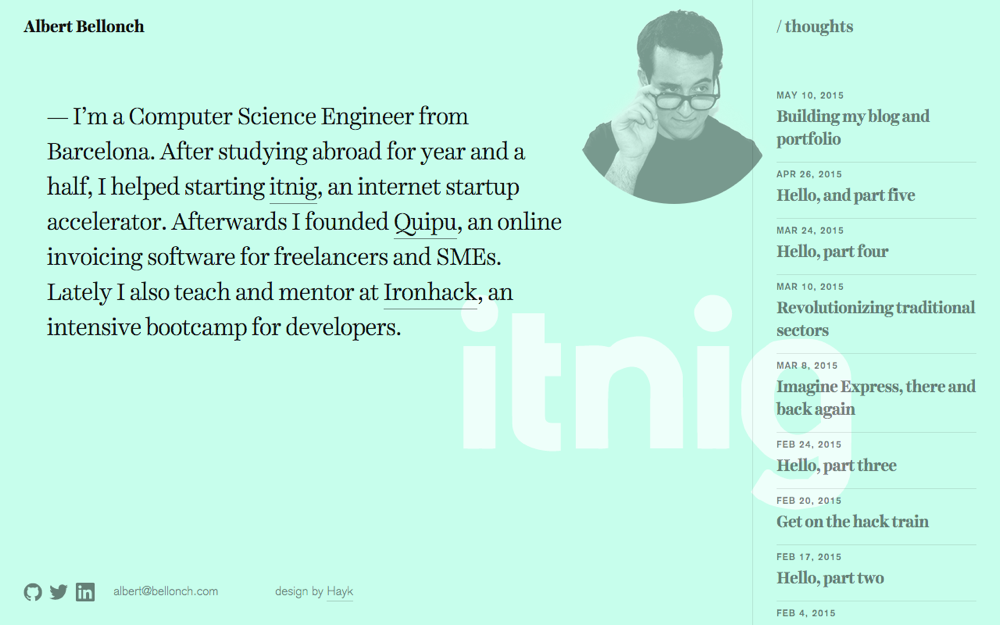 Albert Bellonch
— I’m a Computer Science Engineer from
Barcelona. After studying abroad for year and a
half, I helped starting itnig, an internet startup
accelerator. Afterwards I founded Quipu, an online
invoicing software for freelancers and SMEs.
Lately I also teach and mentor at Ironhack, an
intensive bootcamp for developers.
itnig
in
albert@bellonch.com
design by Hayk
/ thoughts
MAY 10, 2015
Building my blog and
portfolio
APR 26, 2015
Hello, and part five
MAR 24, 2015
Hello, part four
MAR 10, 2015
Revolutionizing traditional
sectors
MAR 8, 2015
Imagine Express, there and
back again
FEB 24, 2015
Hello, part three
FEB 20, 2015
Get on the hack train
FEB 17, 2015
Hello, part two
FEB 4, 2015